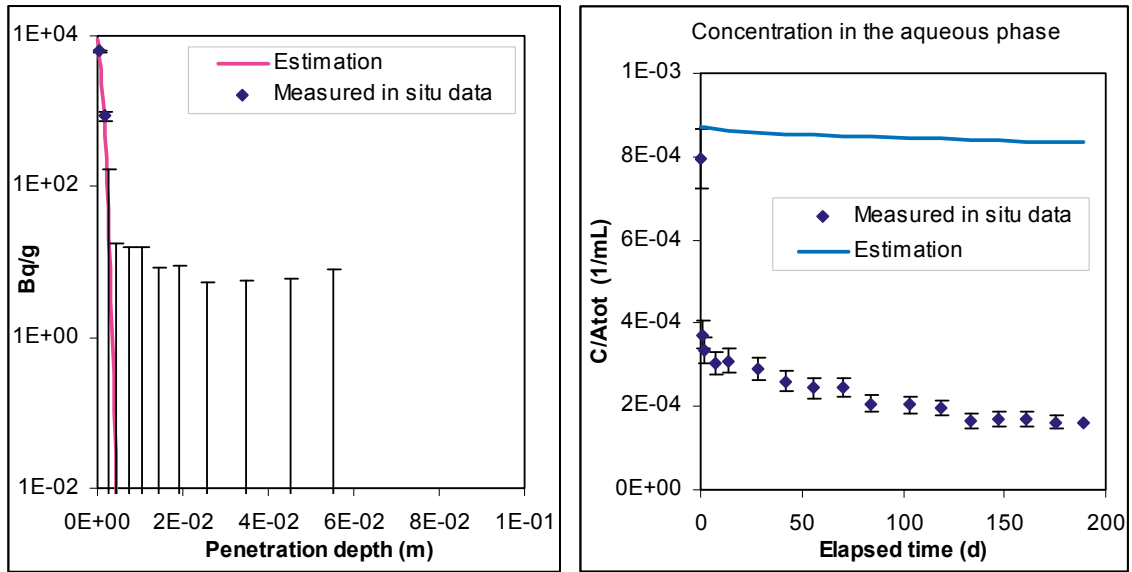 1E+04
1E+02
1E+00
1E-02
Bq/g
Estimation
Measured in situ data
0E+00 2E-02 4E-02 6E-02 8E-02 1E-01
Penetration depth (m)
Concentration in the aqueous phase
1E-03
8E-04
6E-04
4E-04
2E-04
0E+00
C/Atot (1/mL)
Measured in situ data
Estimation
0 50 100 150 200
Elapsed time (d)